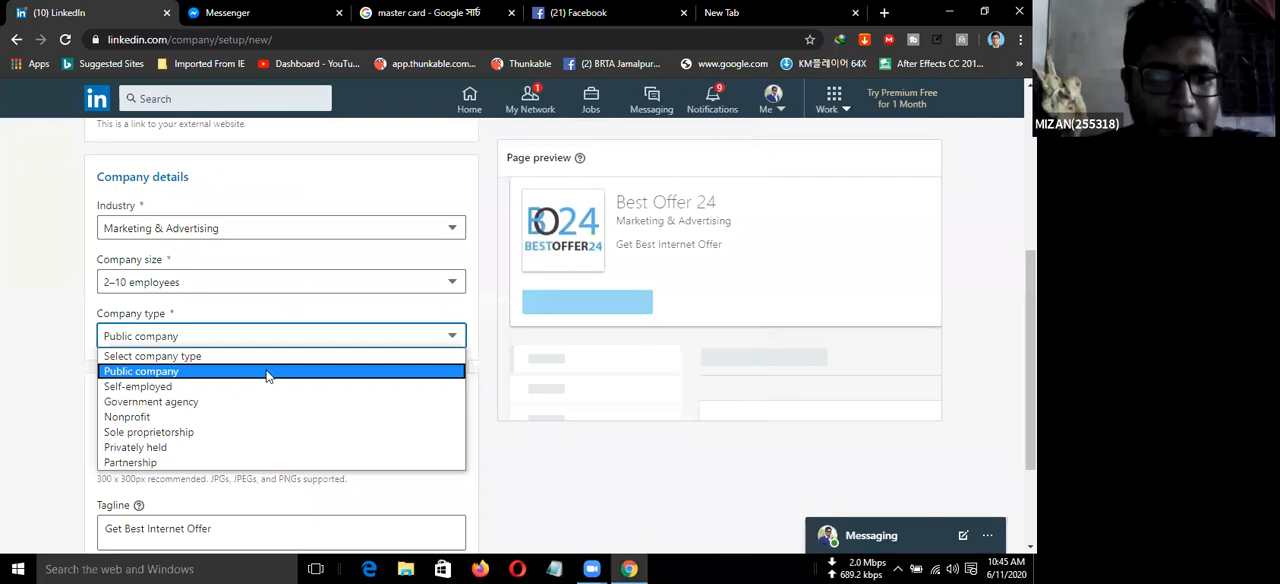 (10) LinkedIn
Messenger
master card - Google সার্চ
(21) Facebook
New Tab
linkedin.com/company/setup/new/
Apps
Suggested Sites
Imported From IE
Dashboard - YouTu...
app.thunkable.com...
Thunkable
(2) BRTA Jamalpur...
www.google.com
KM플레이어 64X
After Effects CC 201...
»
in
Search
Home
My Network
1
Jobs
Messaging
Notifications
9
Me
Work
Try Premium Free
for 1 Month
MIZAN(255318)
This is a link to your external website.
Company details
Industry *
Marketing & Advertising
Company size *
2–10 employees
Company type *
Public company
Select company type
Public company
Self-employed
Government agency
Nonprofit
Sole proprietorship
Privately held
Partnership
300 x 300px recommended. JPGs, JPEGs, and PNGs supported.
Tagline
Get Best Internet Offer
Page preview
BO24
BESTOFFER24
Best Offer 24
Marketing & Advertising
Get Best Internet Offer
Messaging
Search the web and Windows
2.0 Mbps
689.2 kbps
10:45 AM
6/11/2020